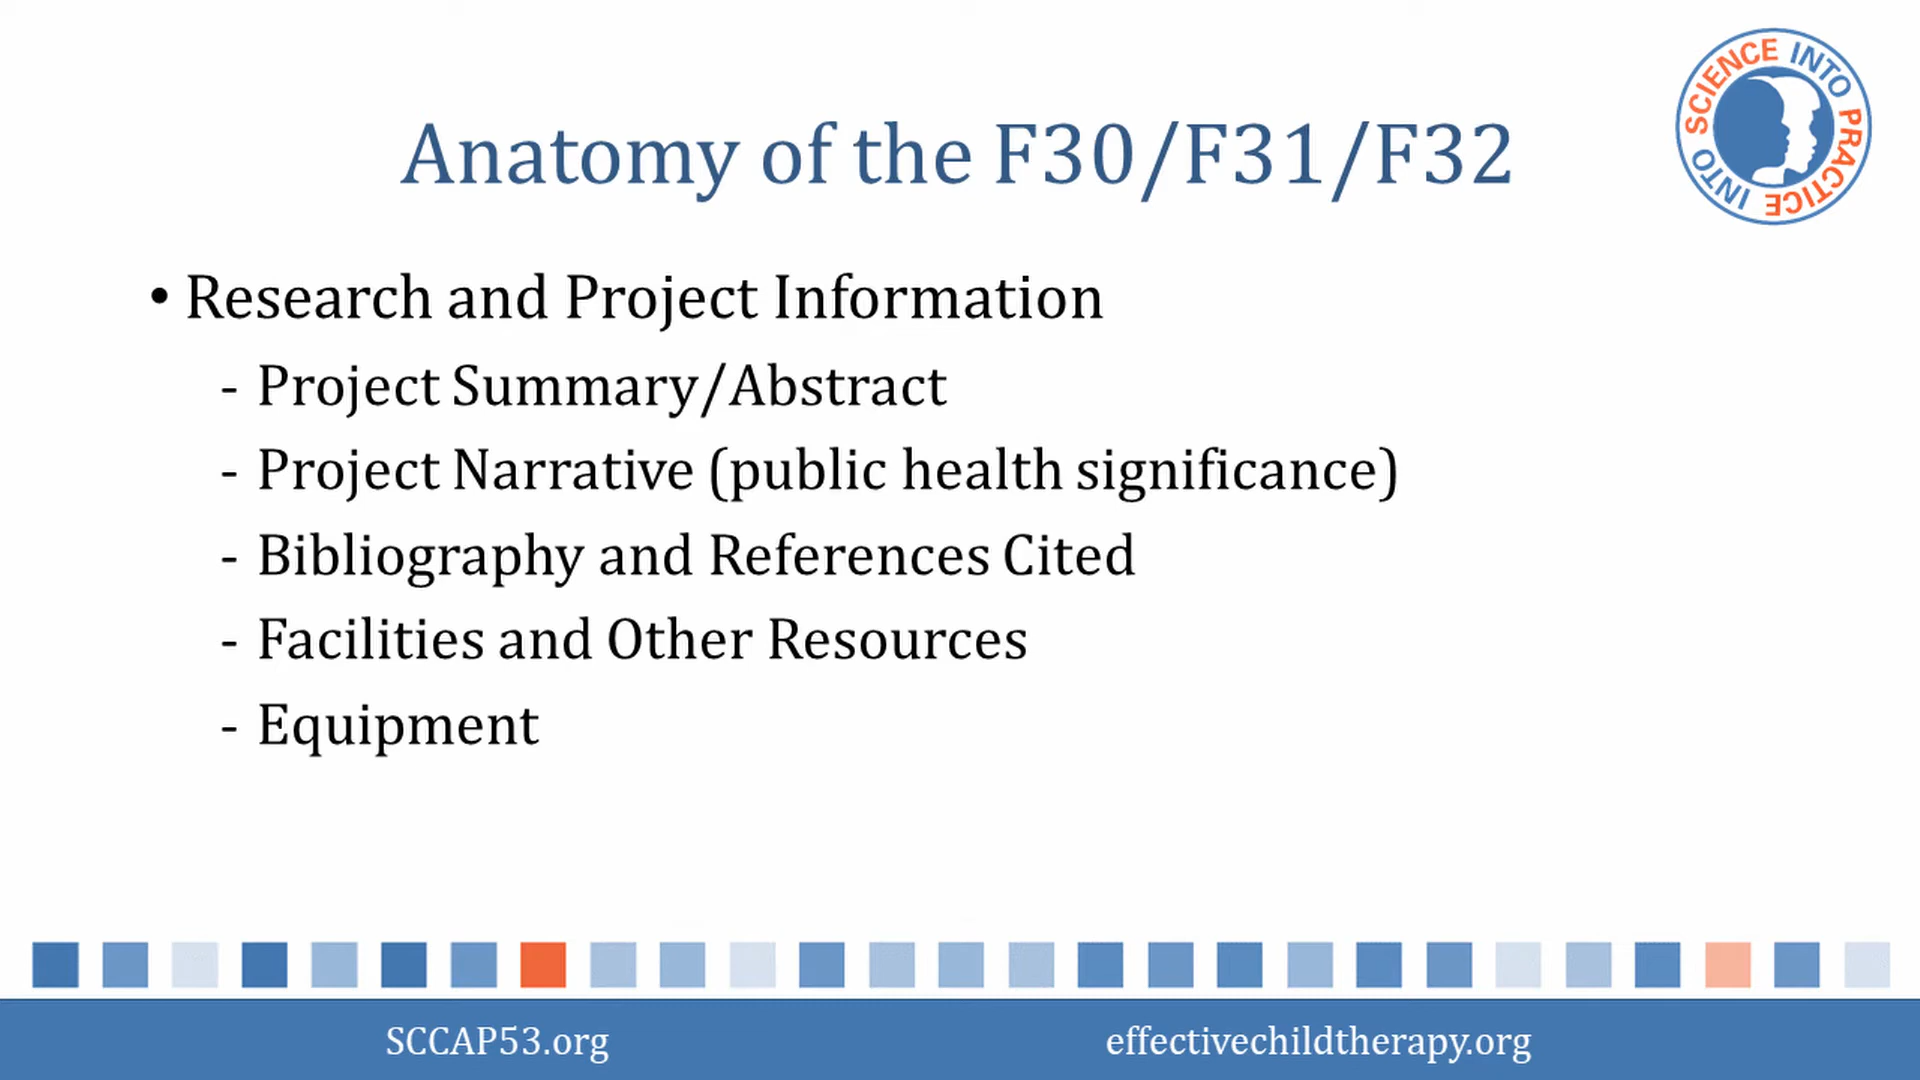 Anatomy of the F30/F31/F32
SCIENCE INTO PRACTICE INTO
• Research and Project Information
- Project Summary/Abstract
- Project Narrative (public health significance)
- Bibliography and References Cited
- Facilities and Other Resources
- Equipment
SCCAP53.org
effectivechildtherapy.org